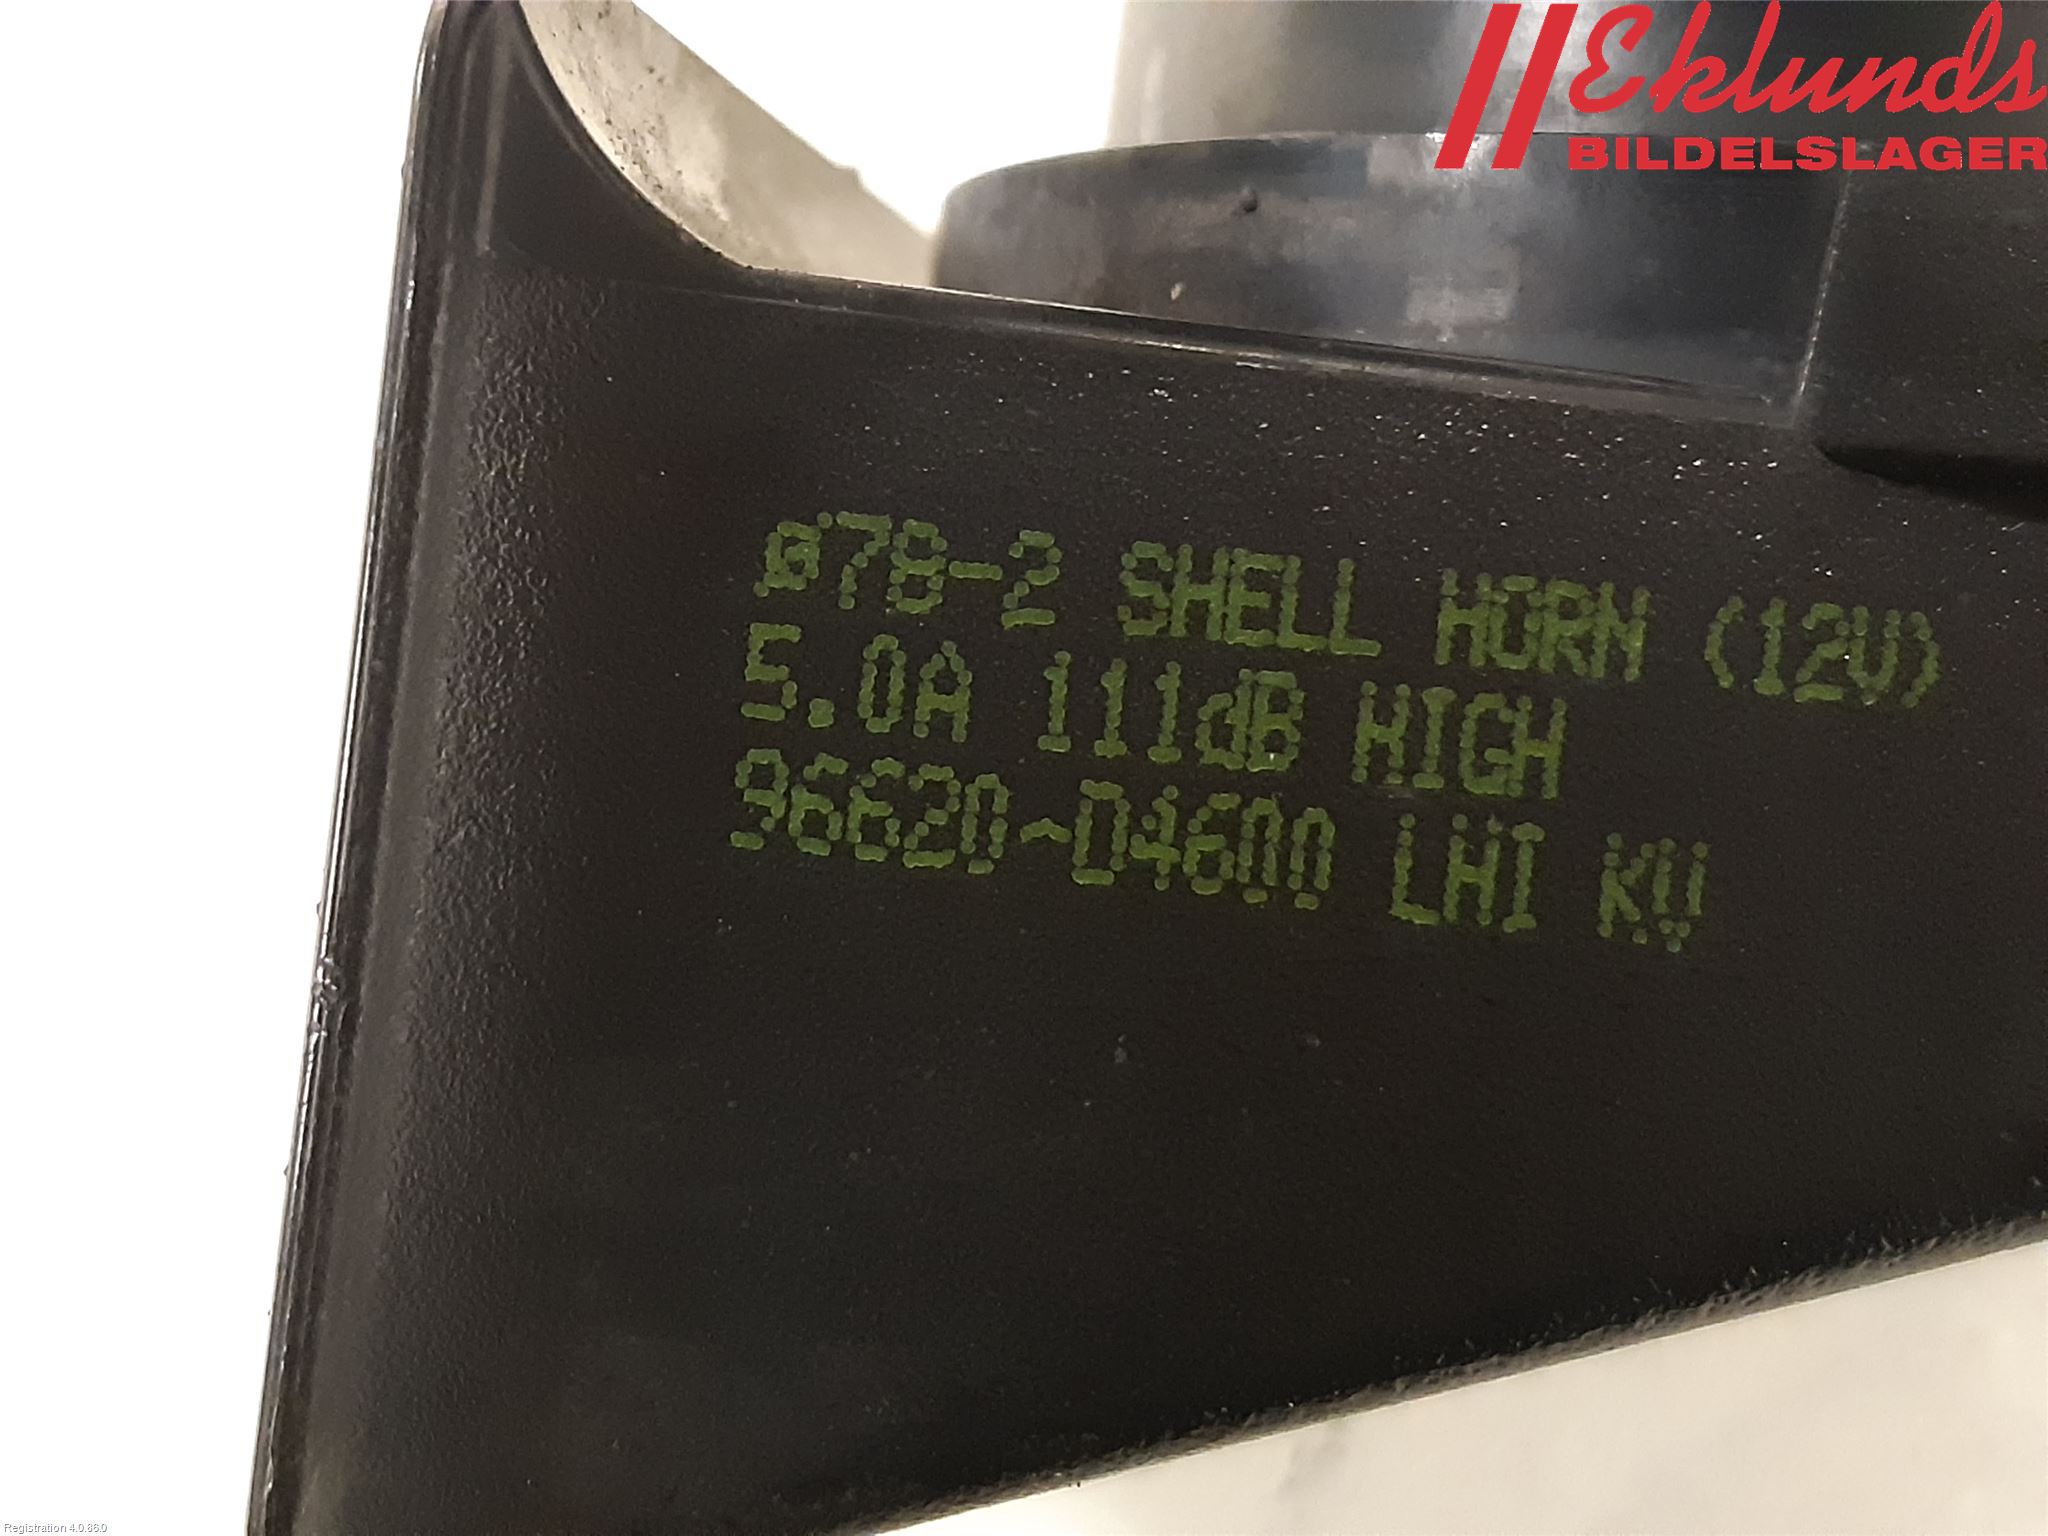 Eklunds
BILDELSLAGER
ø78-2 SHELL HORN (12V)
5.0A 111dB HIGH
96620-D4600 LHI KV
Registration 4.0.86.0